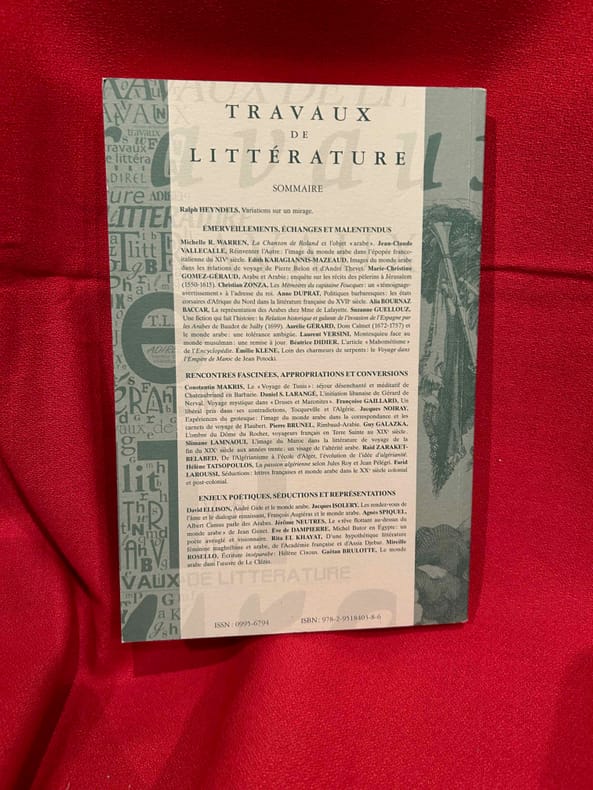 TRAVAUX
DE
LITTÉRATURE
SOMMAIRE
Ralph HEYNDELS, Variations sur un mirage.
ÉMERVEILLEMENTS, ÉCHANGES ET MALENTENDUS
Michelle R. WARREN, La Chanson de Roland et l'objet « arabe ». Jean-Claude
VALLECALLE, Réinventer l'Autre : l'image du monde arabe dans l'épopée franco-
italienne du XIVe siècle. Edith KARAGIANNIS-MAZEAUD, Images du monde arabe
dans les relations de voyage de Pierre Belon et d'André Thevet. Marie-Christine
GOMEZ-GÉRAUD, Arabe et Arabie : enquête sur les récits des pèlerins à Jérusalem
(1550-1615). Christian ZONZA, Les Mémoires du capitaine Foucques : un « témoignage-
avertissement » à l'adresse du roi. Anne DUPRAT, Politiques barbaresques : les états
corsaires d'Afrique du Nord dans la littérature française du XVIIe siècle. Alia BOURNAZ
BACCAR, La représentation des Arabes chez Mme de Lafayette. Suzanne GUELLOUZ,
Une fiction qui fait l'histoire : la Relation historique et galante de l'invasion de l'Espagne par
les Arabes de Baudot de Juilly (1699). Aurélie GÉRARD, Dom Calmet (1672-1757) et
le monde arabe : une tolérance ambiguë. Laurent VERSINI, Montesquieu face au
monde musulman : une remise à jour. Béatrice DIDIER, L'article « Mahométisme »
de l'Encyclopédie. Émilie KLENE, Loin des charmeurs de serpents : le Voyage dans
l'Empire de Maroc de Jean Potocki.
RENCONTRES FASCINÉES, APPROPRIATIONS ET CONVERSIONS
Constantin MAKRIS, Le « Voyage de Tunis » : séjour désenchanté et méditatif de
Chateaubriand en Barbarie. Daniel S. LARANGÉ, L'initiation libanaise de Gérard de
Nerval. Voyage mystique dans « Druses et Maronites ». Françoise GAILLARD, Un
libéral pris dans ses contradictions, Tocqueville et l'Algérie. Jacques NOIRAY,
Expériences du grotesque : l'image du monde arabe dans la correspondance et les
carnets de voyage de Flaubert. Pierre BRUNEL, Rimbaud-Arabie. Guy GALAZKA,
L'ombre du Dôme du Rocher, voyageurs français en Terre Sainte au XIXe siècle.
Slimane LAMNAOUI, L'image du Maroc dans la littérature de voyage de la
fin du XIXe siècle aux années trente : un visage de l'arabité. Raïd ZARAKET-
BELABED, De l'Algérianisme à l'école d'Alger, l'évolution de l'idée d'algérianité.
Hélène TATSOPOULOS, La passion algérienne selon Jules Roy et Jean Pélégri. Farid
LAROUSSI, Séductions : lettres françaises et monde arabe dans le XXe siècle colonial
et post-colonial.
ENJEUX POÉTIQUES, SÉDUCTIONS ET REPRÉSENTATIONS
David ELLISON, André Gide et le monde arabe. Jacques ISOLERY, Les rendez-vous de
l'âme et le dialogue renaissant, François Augiéras et le monde arabe. Agnès SPIQUEL,
Albert Camus parle des Arabes. Jérôme NEUTRES, Le « rêve flottant au-dessus du
monde arabe » de Jean Genet. Eve de DAMPIERRE, Michel Butor en Égypte : un
poète aveuglé et visionnaire. Rita EL KHAYAT, D'une hypothétique littérature
féminine maghrébine et arabe, de l'Académie française et d'Assia Djebar. Mireille
ROSELLO, Écriture inséparabe : Hélène Cixous. Gaëtan BRULOTTE, Le monde
arabe dans l'œuvre de Le Clézio.
ISSN : 0995-6794
ISBN : 978-2-9518403-8-6